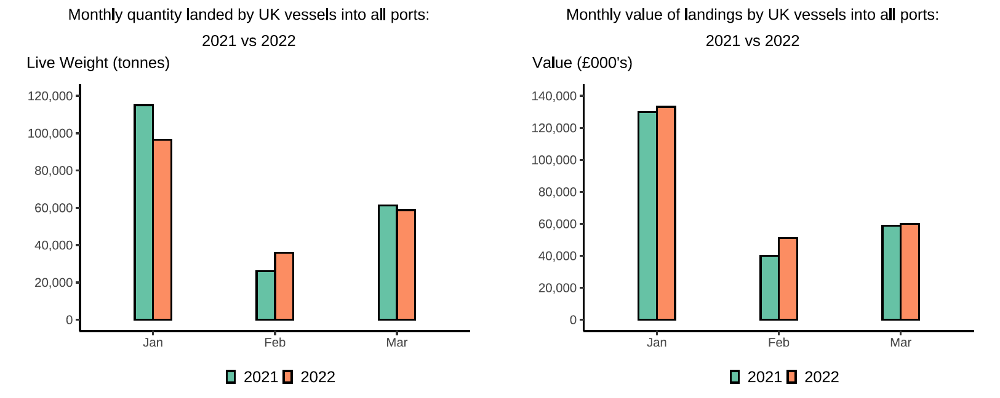 Monthly quantity landed by UK vessels into all ports:
2021 vs 2022
Live Weight (tonnes)
120,000
100,000
80,000
60,000
40,000
20,000
0
Jan Feb Mar
2021 2022
Monthly value of landings by UK vessels into all ports:
2021 vs 2022
Value (£000's)
140,000
120,000
100,000
80,000
60,000
40,000
20,000
0
Jan Feb Mar
2021 2022